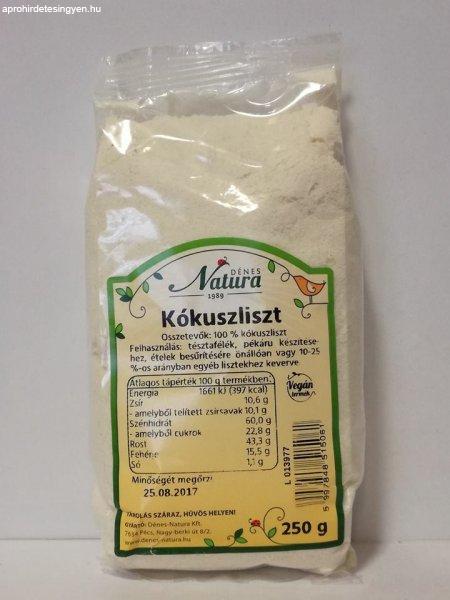 aprohirdetesingyen.hu
DÉNES
Natura
1989
Kókuszliszt
Összetevők: 100 % kókuszliszt
Felhasználás: tésztafélék, pékáru készítésé-
hez, ételek besűrítésére önállóan vagy 10-25
%-os arányban egyéb lisztekhez keverve.
Átlagos tápérték 100 g termékben:
Energia 1661 kJ (397 kcal)
Zsír 10,6 g
- amelyből telített zsírsavak 10,1 g
Szénhidrát 60,0 g
- amelyből cukrok 22,8 g
Rost 43,3 g
Fehérje 15,5 g
Só 1,1 g
Vegán
termék
Minőségét megőrzi:
25.08.2017
L 013977
5 997848 515061
TÁROLÁS SZÁRAZ, HŰVÖS HELYEN!
GYÁRTÓ: Dénes-Natura Kft.
7634 Pécs, Nagy-berki út 8/2.
www.denes-natura.hu
250 g